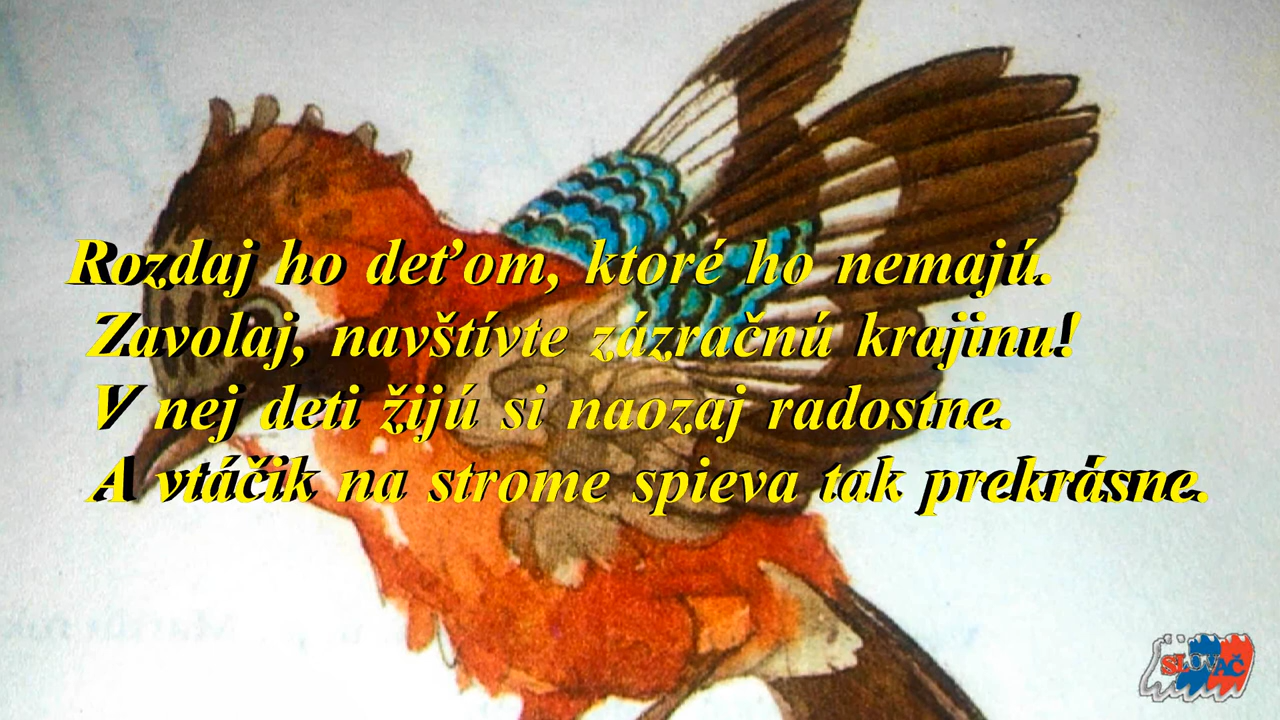 Rozdaj ho deťom, ktoré ho nemajú.
Zavolaj, navštívte zázračnú krajinu!
V nej deti žijú si naozaj radostne.
A vtáčik na strome spieva tak prekrásne.
SLOVAČ